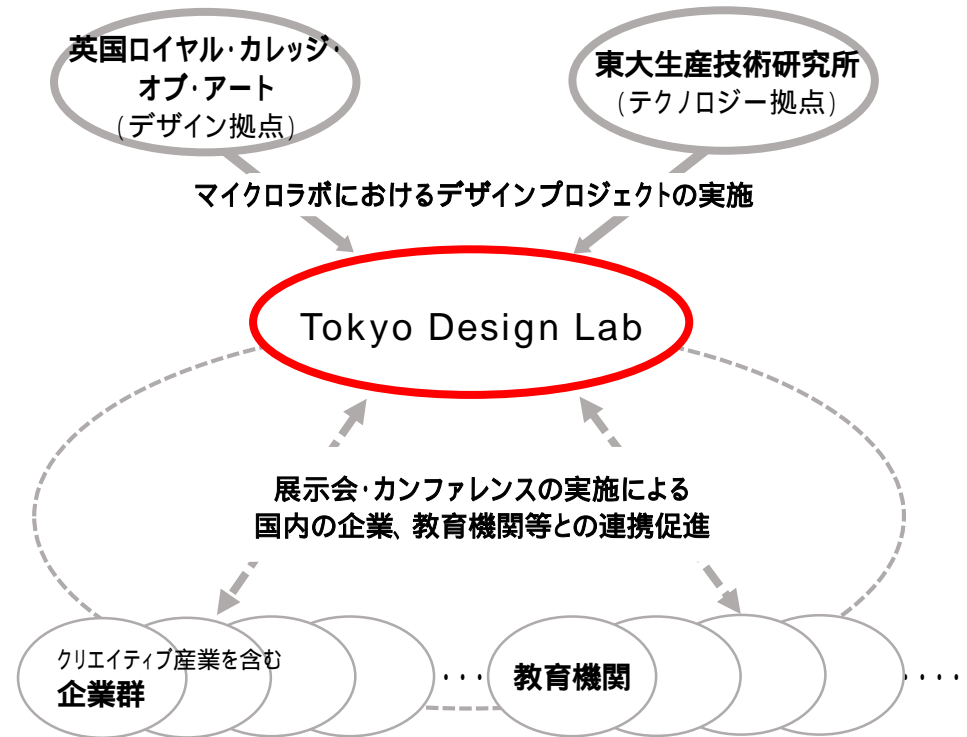 英国ロイヤル・カレッジ・
オブ・アート
(デザイン拠点)
東大生産技術研究所
(テクノロジー拠点)
マイクロラボにおけるデザインプロジェクトの実施
Tokyo Design Lab
展示会・カンファレンスの実施による
国内の企業、教育機関等との連携促進
クリエイティブ産業を含む
企業群
・・・
教育機関
・・・・